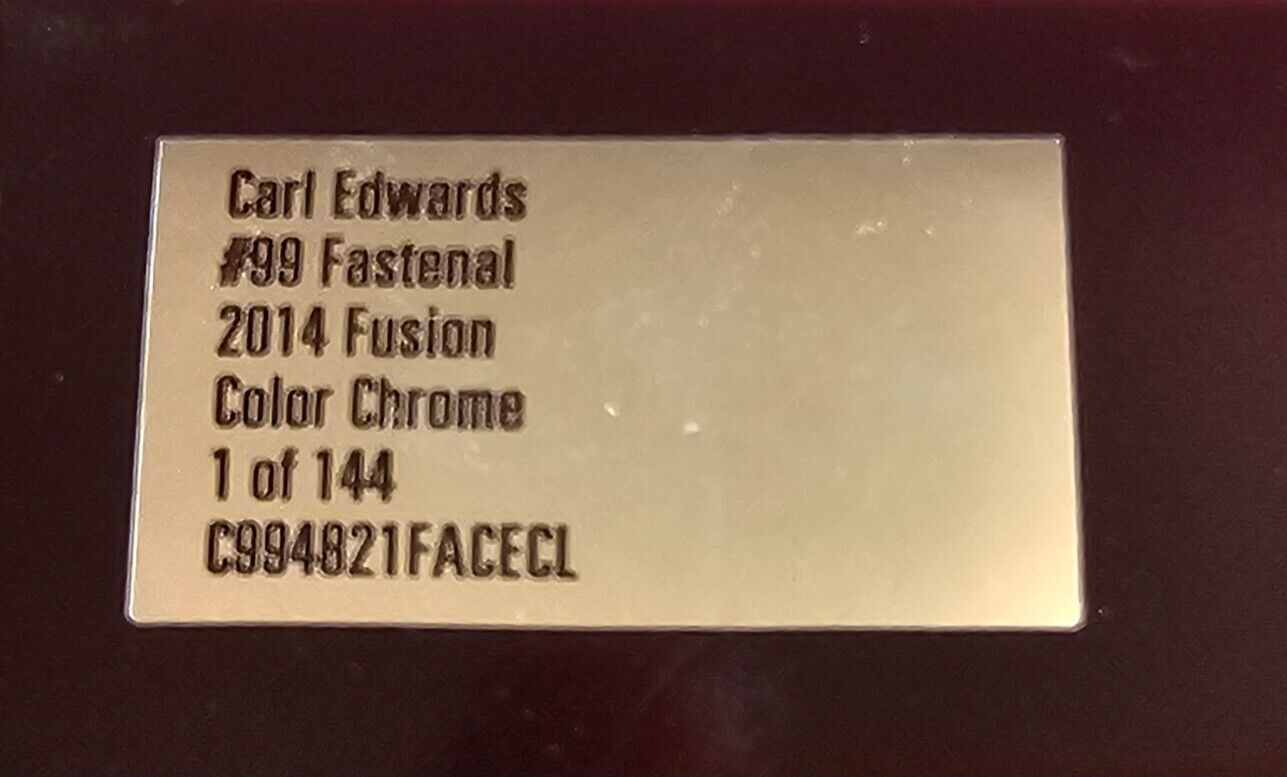 Carl Edwards
#99 Fastenal
2014 Fusion
Color Chrome
1 of 144
C994821FACECL